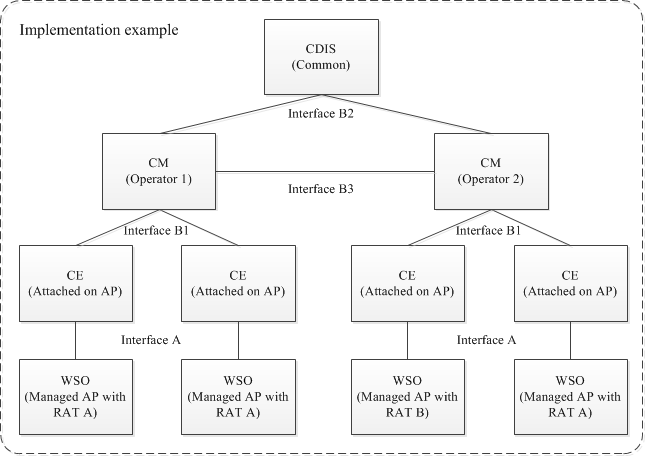 Implementation example
CDIS
(Common)
Interface B2
CM
(Operator 1)
CM
(Operator 2)
Interface B3
Interface B1
Interface B1
CE
(Attached on AP)
CE
(Attached on AP)
CE
(Attached on AP)
CE
(Attached on AP)
Interface A
Interface A
WSO
(Managed AP with
RAT A)
WSO
(Managed AP with
RAT A)
WSO
(Managed AP with
RAT B)
WSO
(Managed AP with
RAT A)